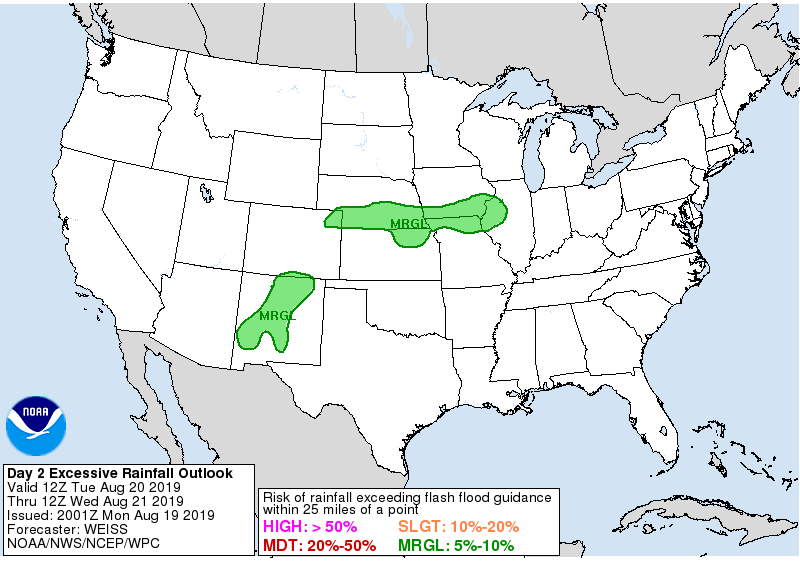 MRGL
MRGL
NOAA
Day 2 Excessive Rainfall Outlook
Valid 12Z Tue Aug 20 2019
Thru 12Z Wed Aug 21 2019
Issued: 2001Z Mon Aug 19 2019
Forecaster: WEISS
NOAA/NWS/NCEP/WPC
Risk of rainfall exceeding flash flood guidance
within 25 miles of a point
HIGH: > 50% SLGT: 10%-20%
MDT: 20%-50% MRGL: 5%-10%